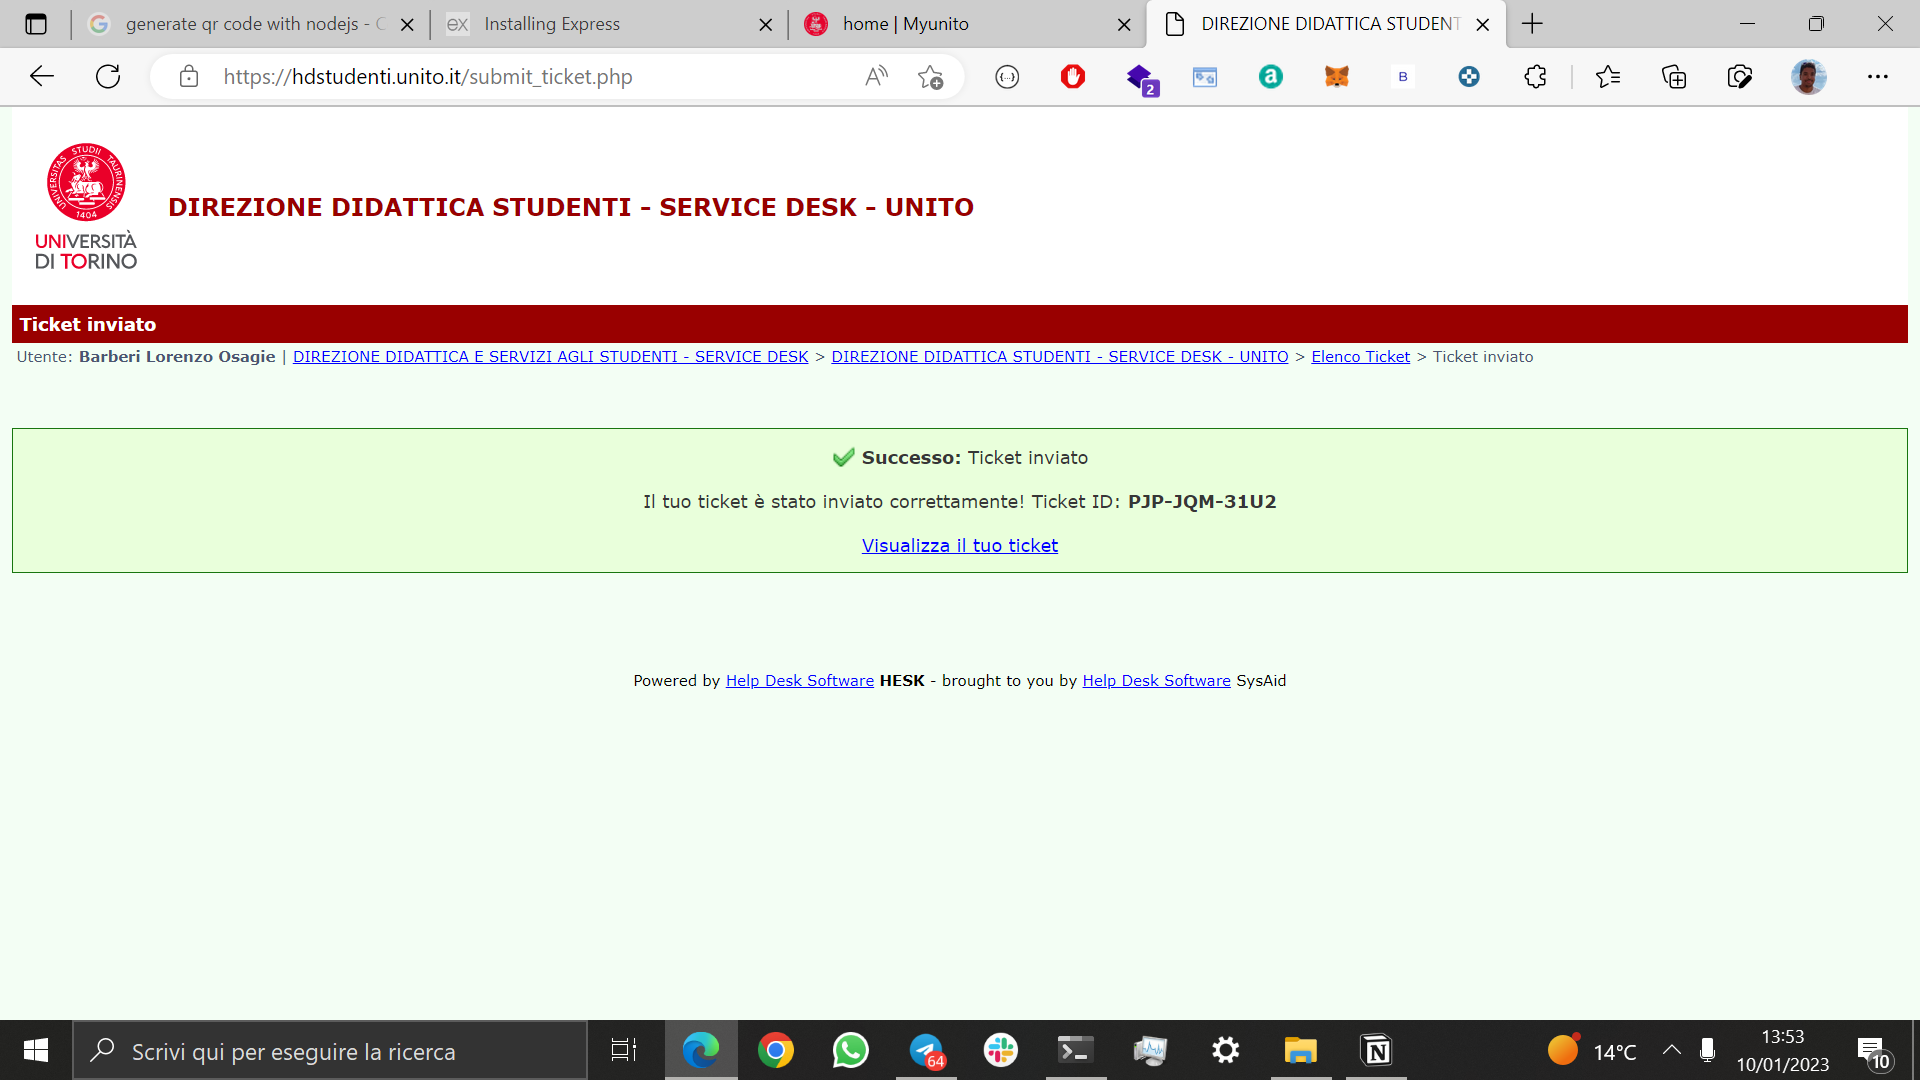 generate qr code with nodejs - C
Installing Express
home | Myunito
DIREZIONE DIDATTICA STUDENT
https://hdstudenti.unito.it/submit_ticket.php
2
B
UNIVERSITAS STUDII TAURINENSIS
1404
UNIVERSITÀ
DI TORINO
DIREZIONE DIDATTICA STUDENTI - SERVICE DESK - UNITO
Ticket inviato
Utente: Barberi Lorenzo Osagie | DIREZIONE DIDATTICA E SERVIZI AGLI STUDENTI - SERVICE DESK > DIREZIONE DIDATTICA STUDENTI - SERVICE DESK - UNITO > Elenco Ticket > Ticket inviato
Successo: Ticket inviato
Il tuo ticket è stato inviato correttamente! Ticket ID: PJP-JQM-31U2
Visualizza il tuo ticket
Powered by Help Desk Software HESK - brought to you by Help Desk Software SysAid
Scrivi qui per eseguire la ricerca
64
14°C
13:53
10/01/2023
10